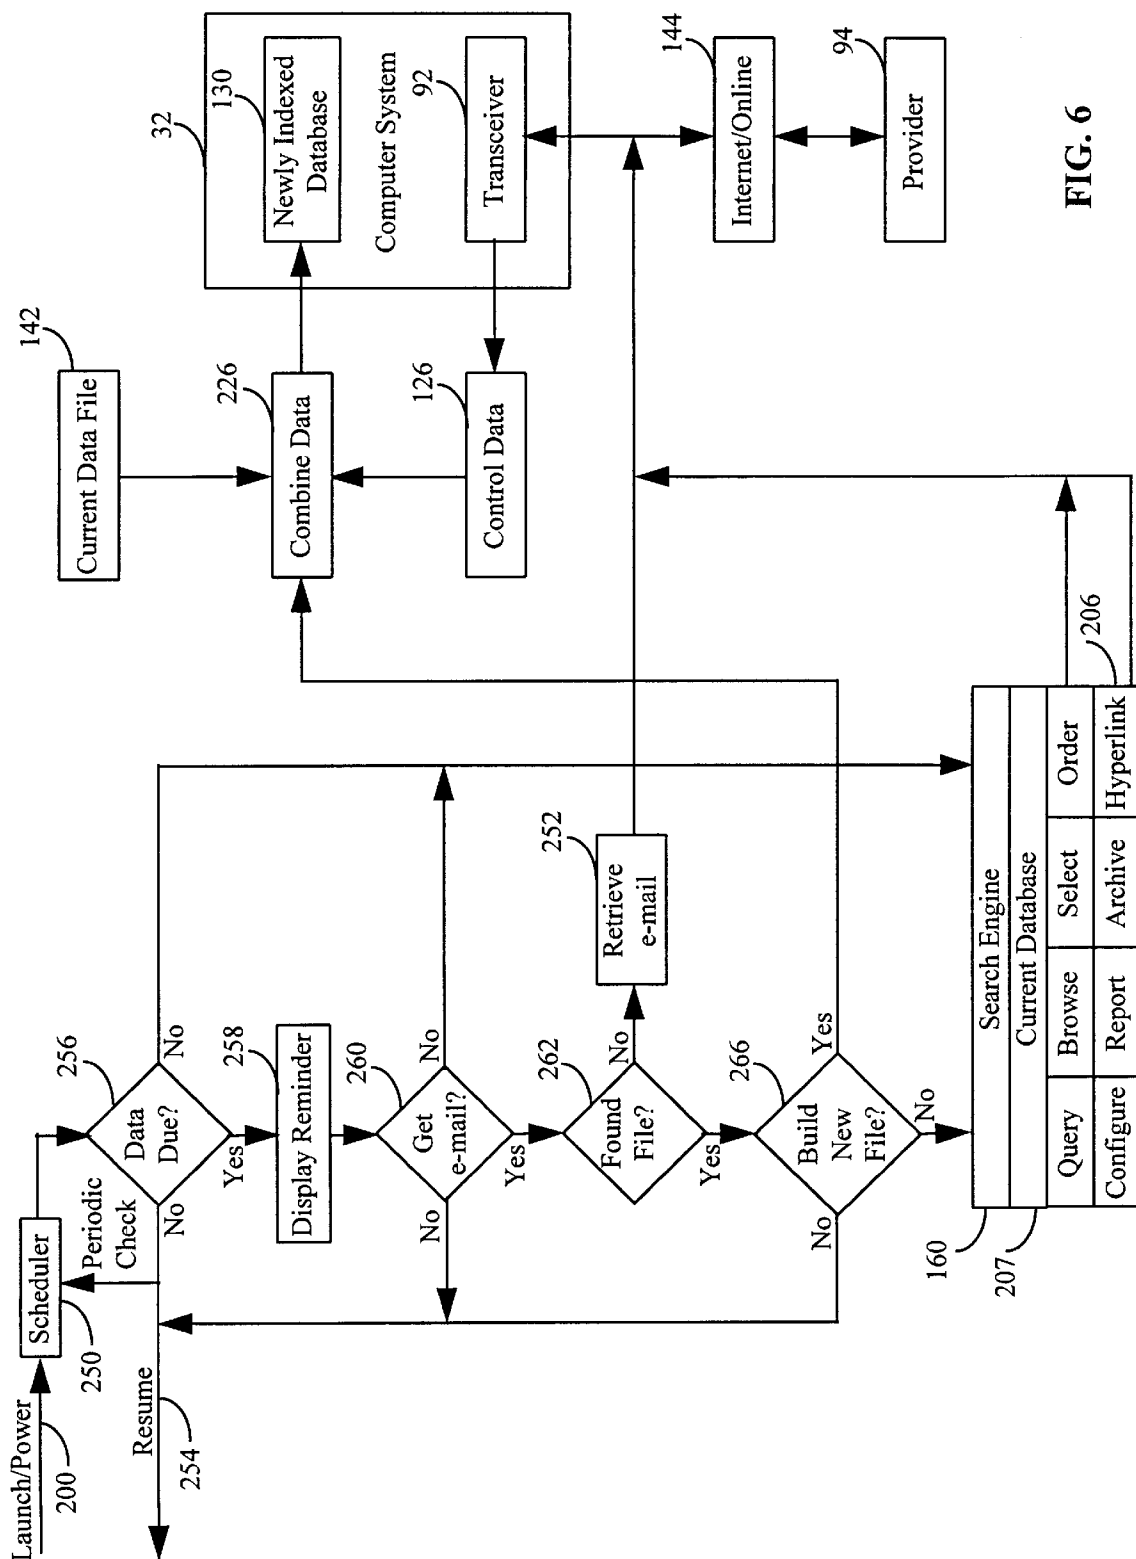 Launch/Power
200
Scheduler
250
Periodic
Check
Resume
254
Data
Due?
256
No
No
Yes
Display Reminder
258
Get
e-mail?
260
No
No
Yes
Found
File?
262
No
Yes
Retrieve
e-mail
252
Build
New
File?
266
No
Yes
No
Search Engine
160
Current Database
207
Query
Browse
Select
Order
Configure
Report
Archive
Hyperlink
206
Current Data File
142
Combine Data
226
Control Data
126
32
Newly Indexed
Database
130
Computer System
Transceiver
92
Internet/Online
144
Provider
94
FIG. 6